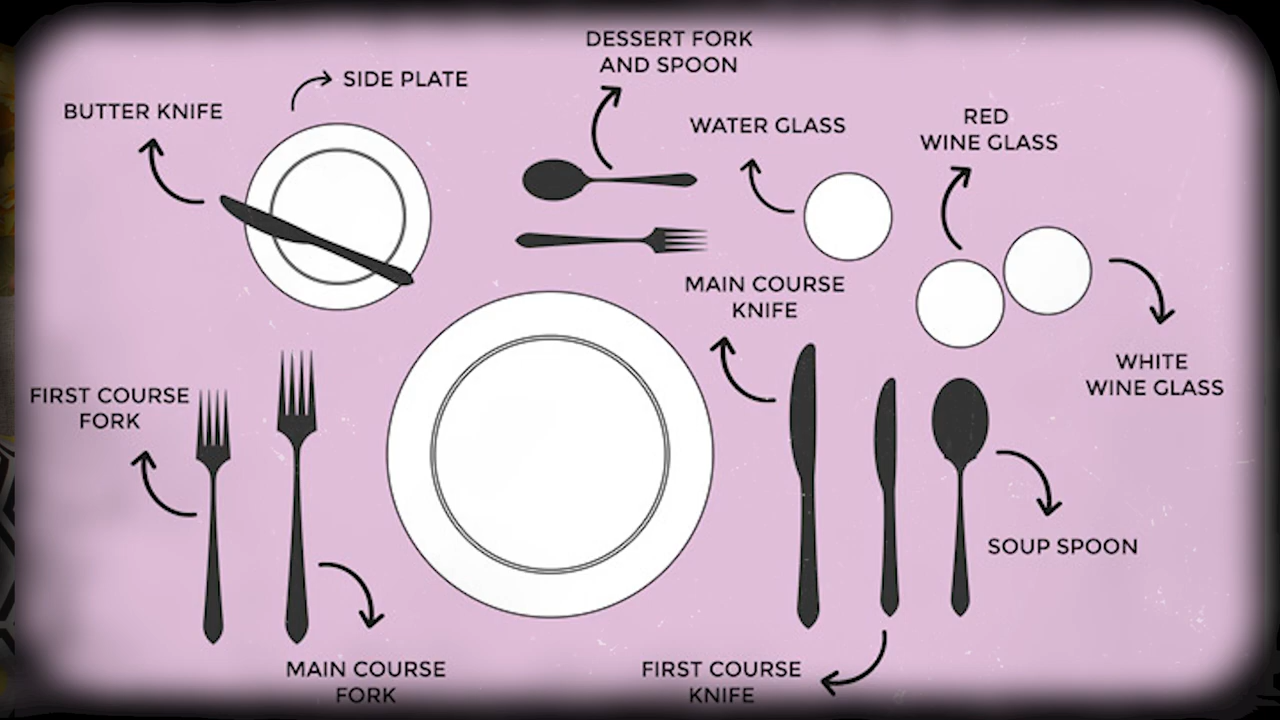 DESSERT FORK
AND SPOON
SIDE PLATE
BUTTER KNIFE
WATER GLASS
RED
WINE GLASS
MAIN COURSE
KNIFE
WHITE
WINE GLASS
FIRST COURSE
FORK
SOUP SPOON
MAIN COURSE
FORK
FIRST COURSE
KNIFE